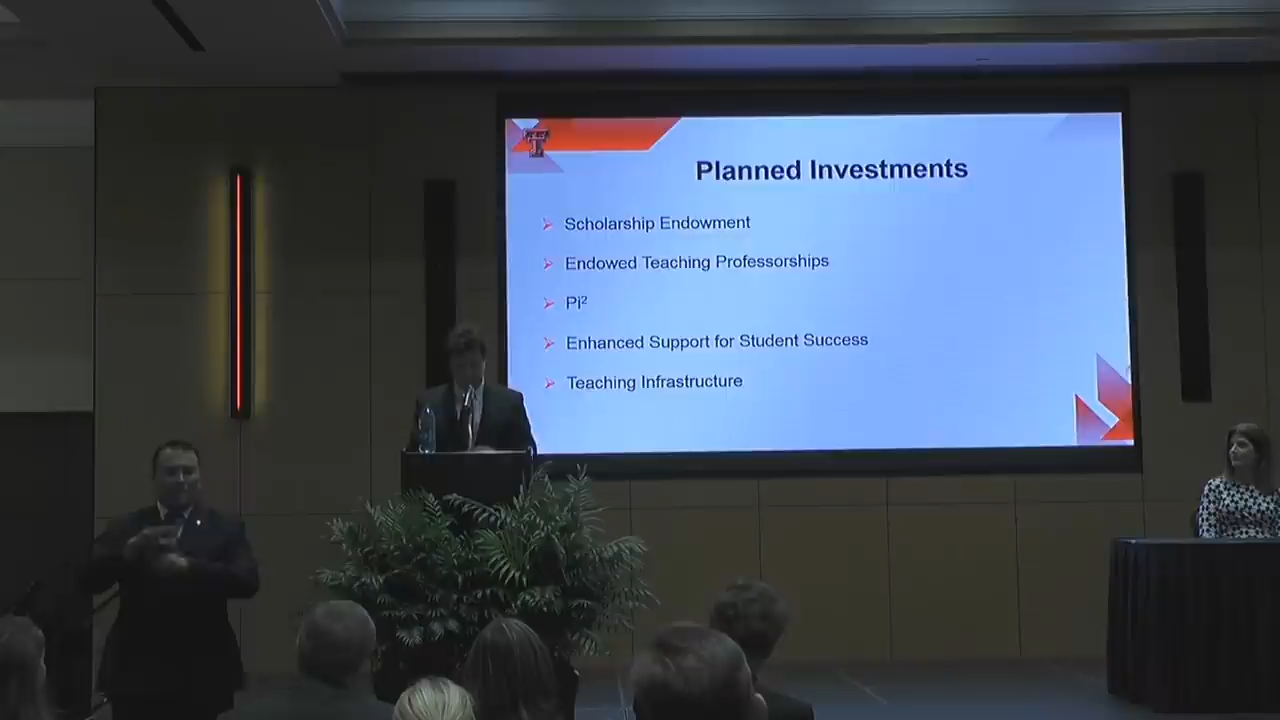 Planned Investments
Scholarship Endowment
Endowed Teaching Professorships
Pi²
Enhanced Support for Student Success
Teaching Infrastructure